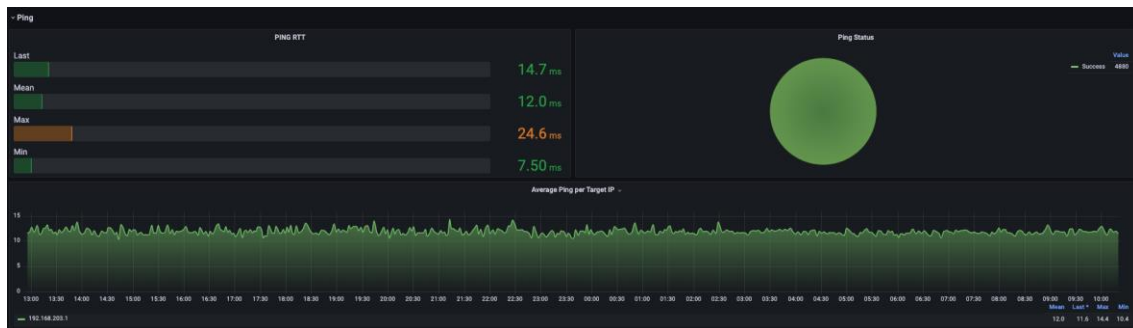 Ping
PING RTT
Last
14.7 ms
Mean
12.0 ms
Max
24.6 ms
Min
7.50 ms
Ping Status
Value
Success 4880
Average Ping per Target IP
15
10
5
0
13:00 13:30 14:00 14:30 15:00 15:30 16:00 16:30 17:00 17:30 18:00 18:30 19:00 19:30 20:00 20:30 21:00 21:30 22:00 22:30 23:00 23:30 00:00 00:30 01:00 01:30 02:00 02:30 03:00 03:30 04:00 04:30 05:00 05:30 06:00 06:30 07:00 07:30 08:00 08:30 09:00 09:30 10:00
Mean Last * Max Min
192.168.203.1 12.0 11.6 14.4 10.4